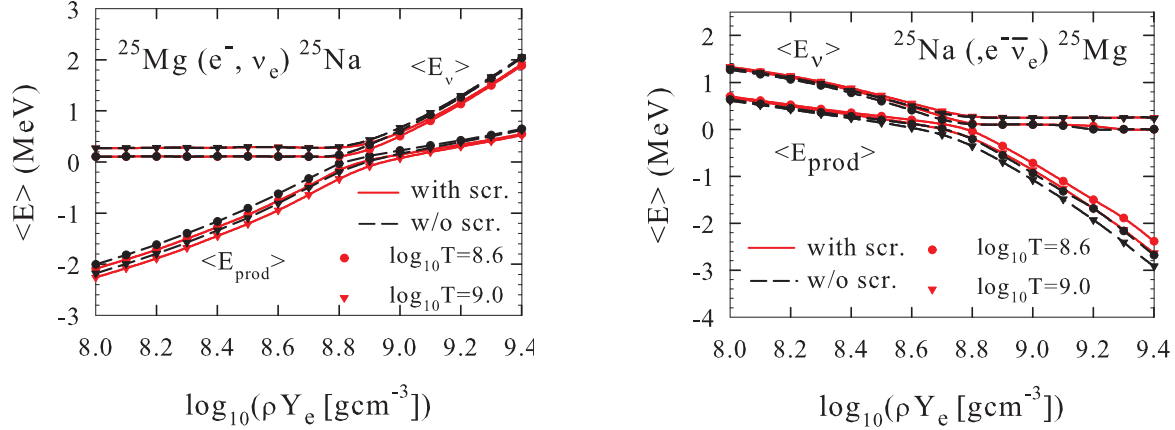 ²⁵Mg (e⁻, νₑ) ²⁵Na
<E_ν>
<E_prod>
with scr.
w/o scr.
log₁₀T=8.6
log₁₀T=9.0
<E> (MeV)
3
2
1
0
-1
-2
-3
8.0 8.2 8.4 8.6 8.8 9.0 9.2 9.4
log₁₀(ρYₑ [gcm⁻³])
²⁵Na (,e⁻ν̅ₑ) ²⁵Mg
<E_ν>
<E_prod>
with scr.
w/o scr.
log₁₀T=8.6
log₁₀T=9.0
<E> (MeV)
2
1
0
-1
-2
-3
-4
8.0 8.2 8.4 8.6 8.8 9.0 9.2 9.4
log₁₀(ρYₑ [gcm⁻³])